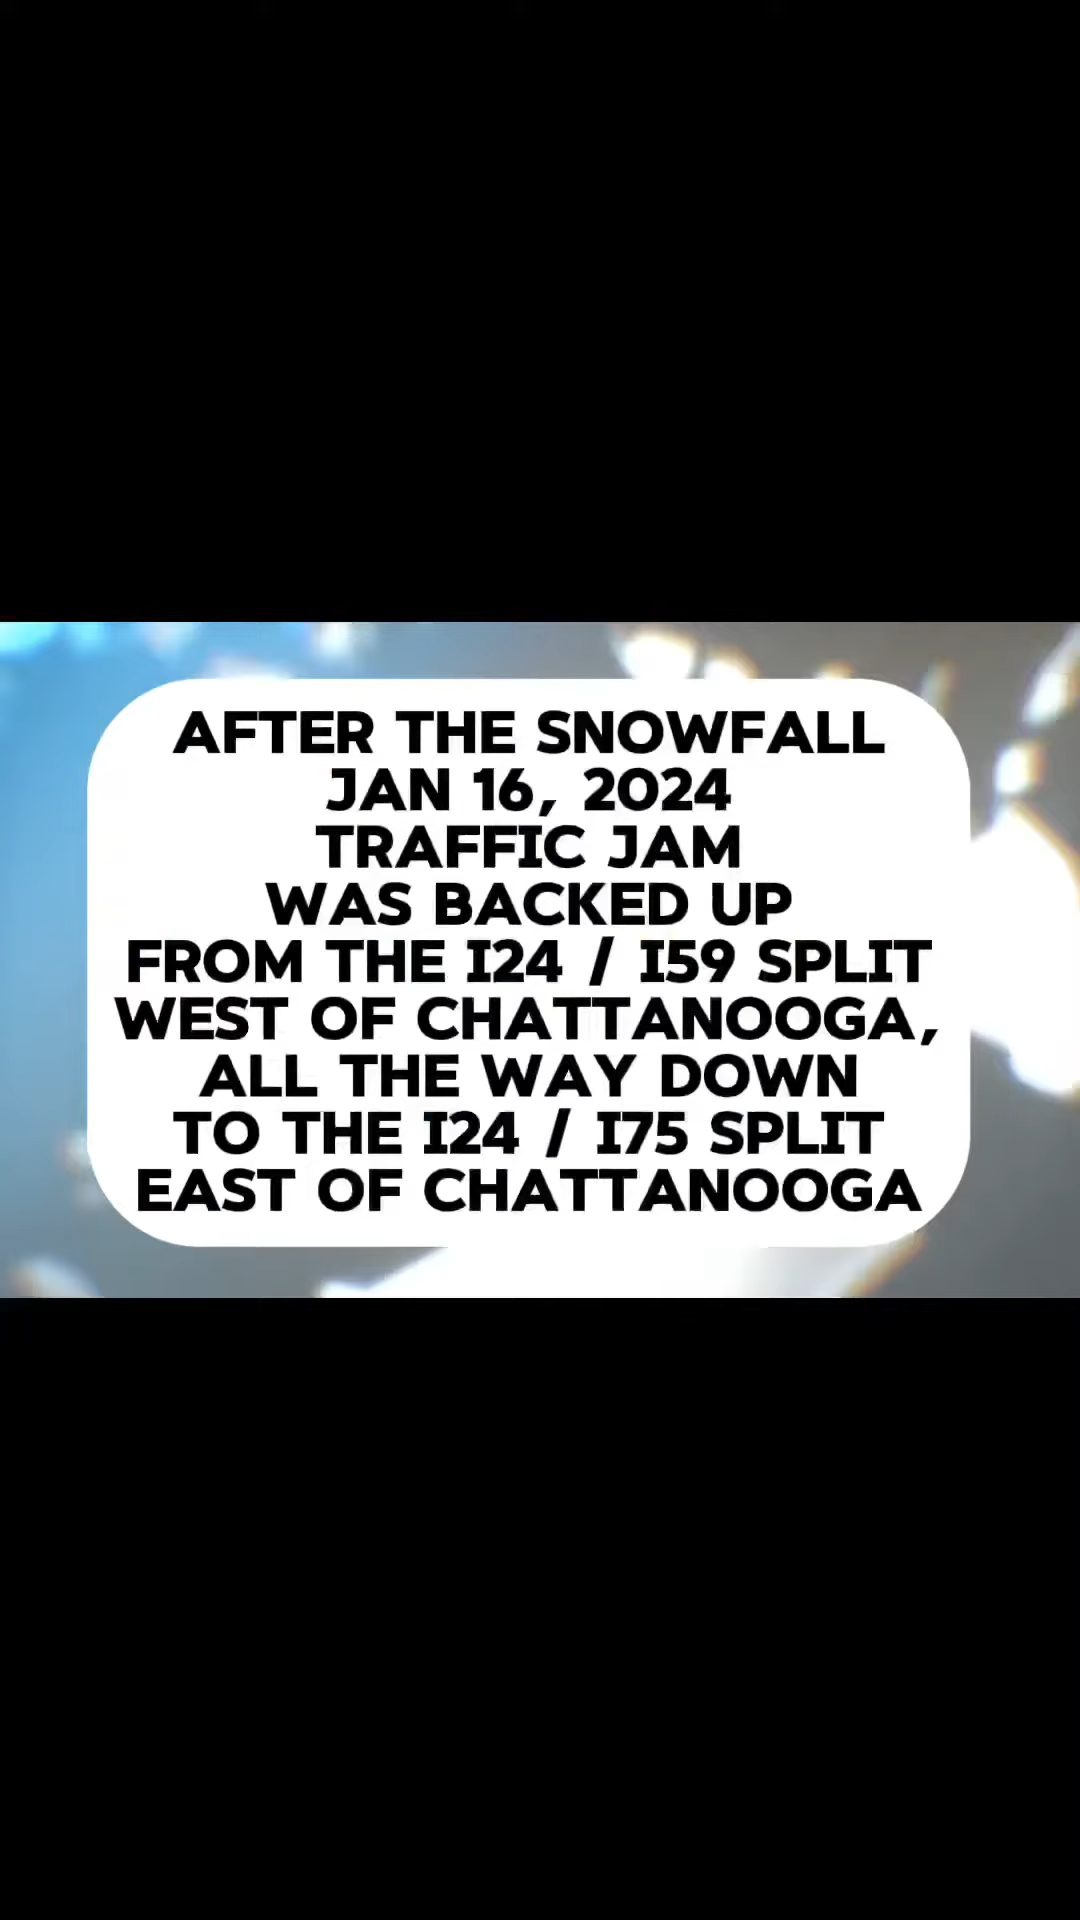 AFTER THE SNOWFALL
JAN 16, 2024
TRAFFIC JAM
WAS BACKED UP
FROM THE I24 / I59 SPLIT
WEST OF CHATTANOOGA,
ALL THE WAY DOWN
TO THE I24 / I75 SPLIT
EAST OF CHATTANOOGA